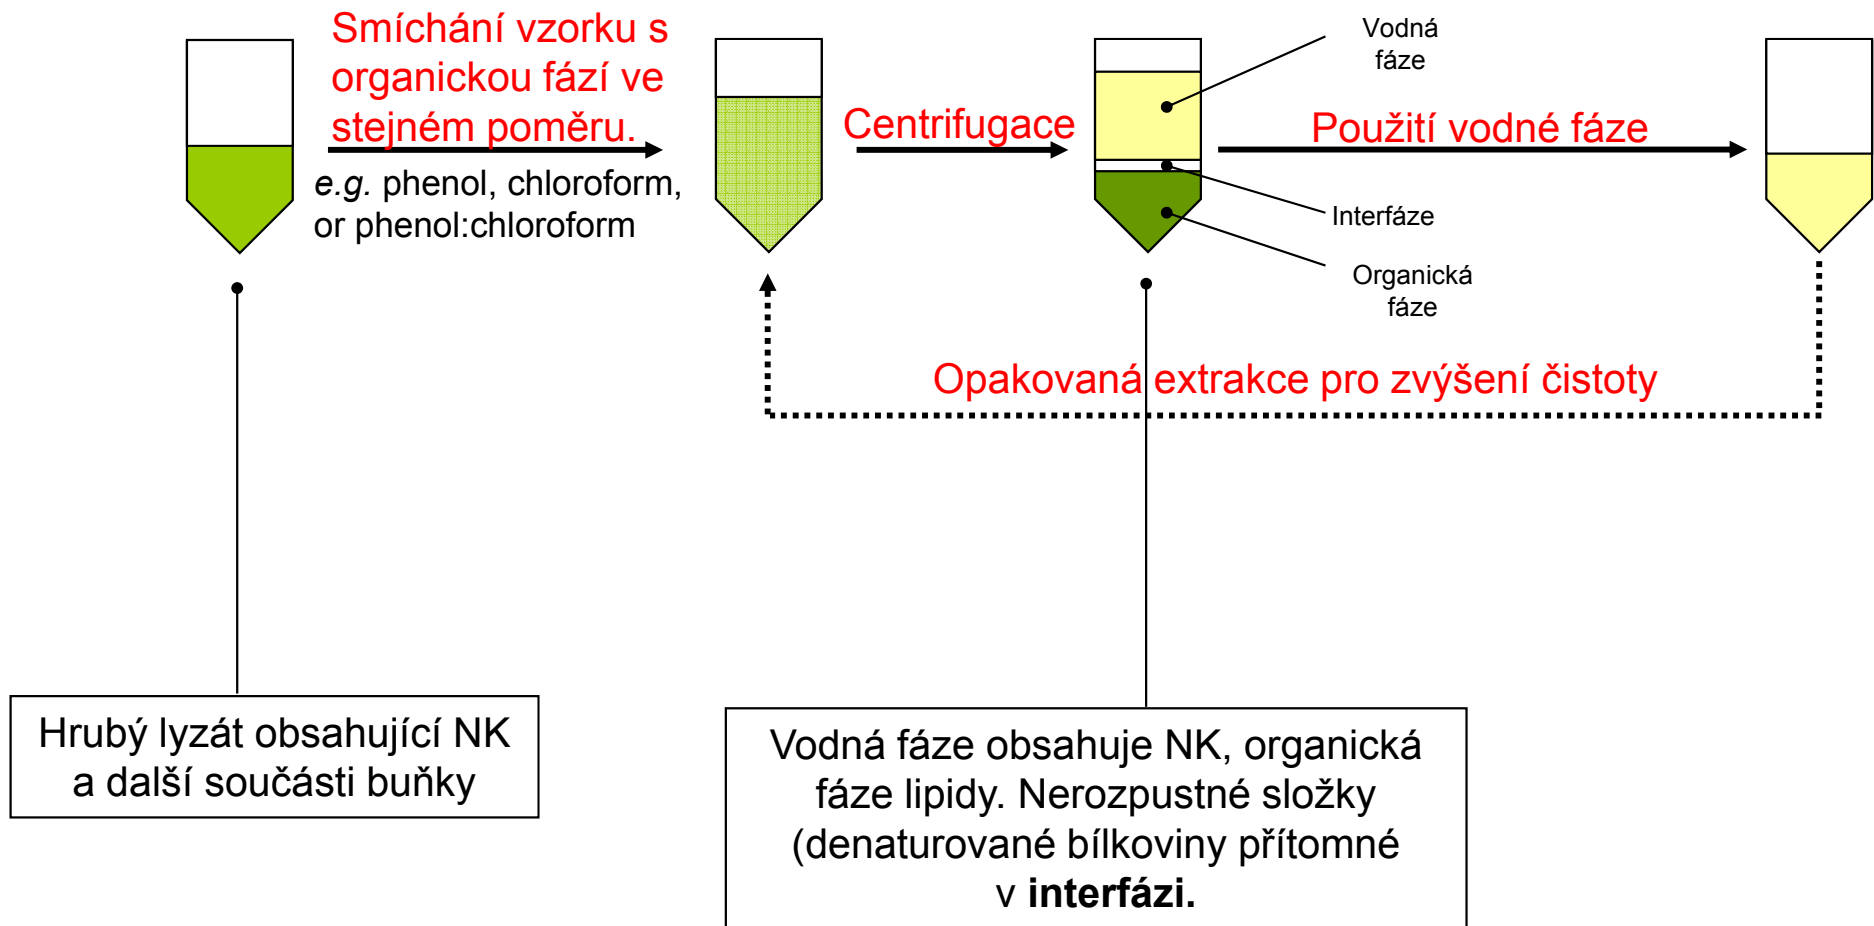 Smíchání vzorku s
organickou fází ve
stejném poměru.
e.g. phenol, chloroform,
or phenol:chloroform
Centrifugace
Vodná
fáze
Interfáze
Organická
fáze
Použití vodné fáze
Opakovaná extrakce pro zvýšení čistoty
Hrubý lyzát obsahující NK
a další součásti buňky
Vodná fáze obsahuje NK, organická
fáze lipidy. Nerozpustné složky
(denaturované bílkoviny přítomné
v interfázi.